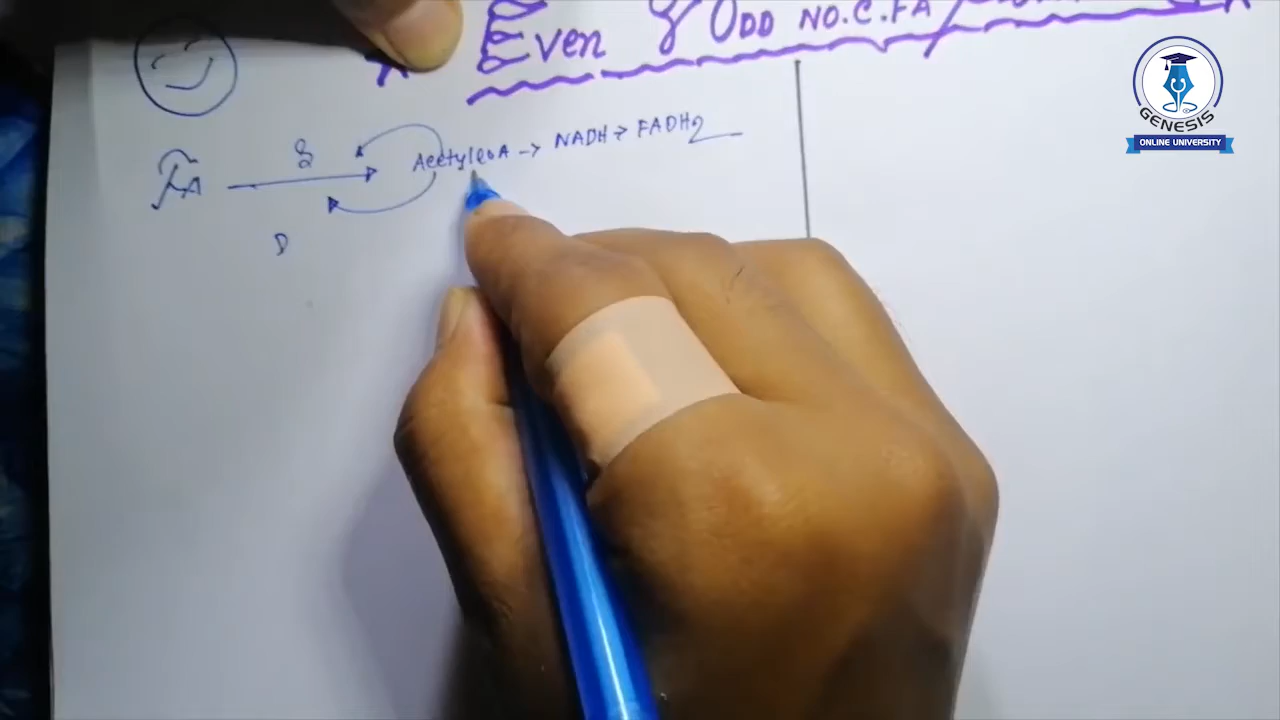 Even & ODD NO.C.FA
GENESIS
ONLINE UNIVERSITY
FA → AcetylcoA → NADH > FADH2
D